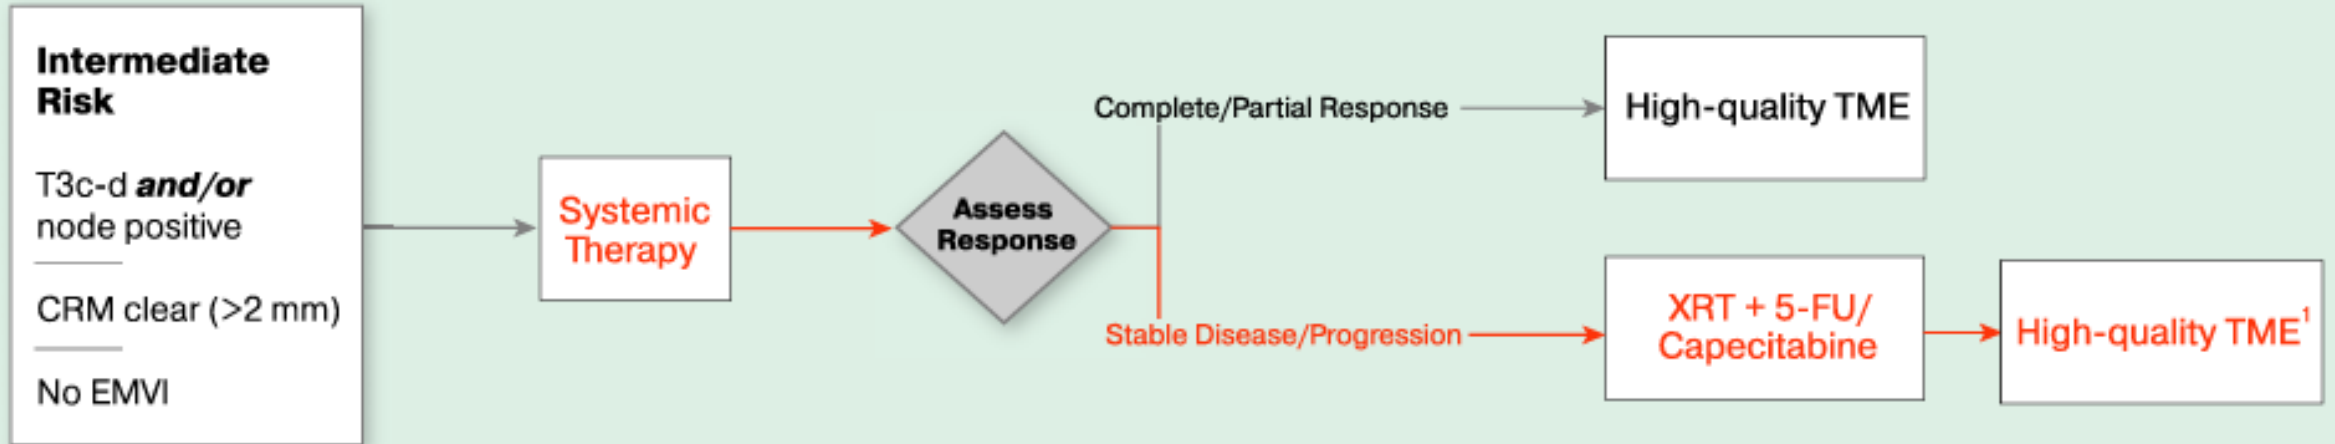 Intermediate
Risk
T3c-d and/or
node positive
CRM clear (>2 mm)
No EMVI
Systemic
Therapy
Assess
Response
Complete/Partial Response
High-quality TME
Stable Disease/Progression
XRT + 5-FU/
Capecitabine
High-quality TME¹